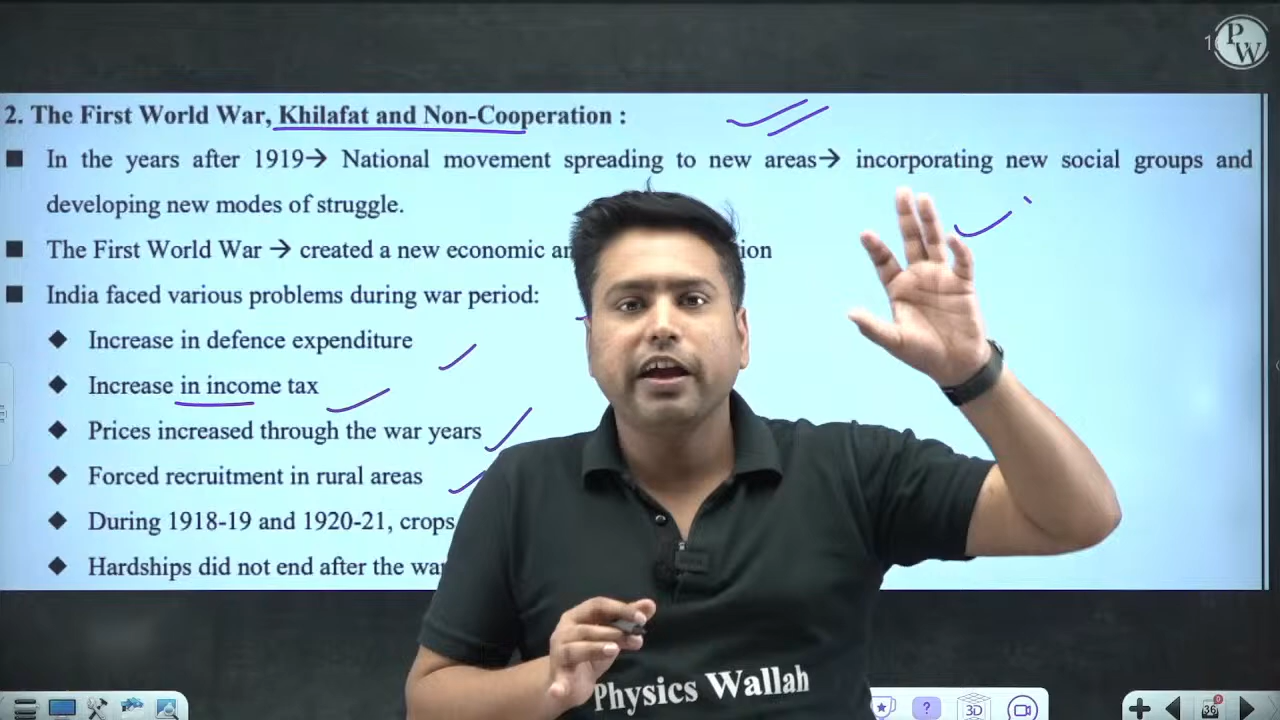 PW
2. The First World War, Khilafat and Non-Cooperation :
■ In the years after 1919→ National movement spreading to new areas→ incorporating new social groups and
developing new modes of struggle.
■ The First World War → created a new economic
■ India faced various problems during war period:
◆ Increase in defence expenditure
◆ Increase in income tax
◆ Prices increased through the war years
◆ Forced recruitment in rural areas
◆ During 1918-19 and 1920-21, crops
◆ Hardships did not end after the
Physics Wallah
? 3D 36